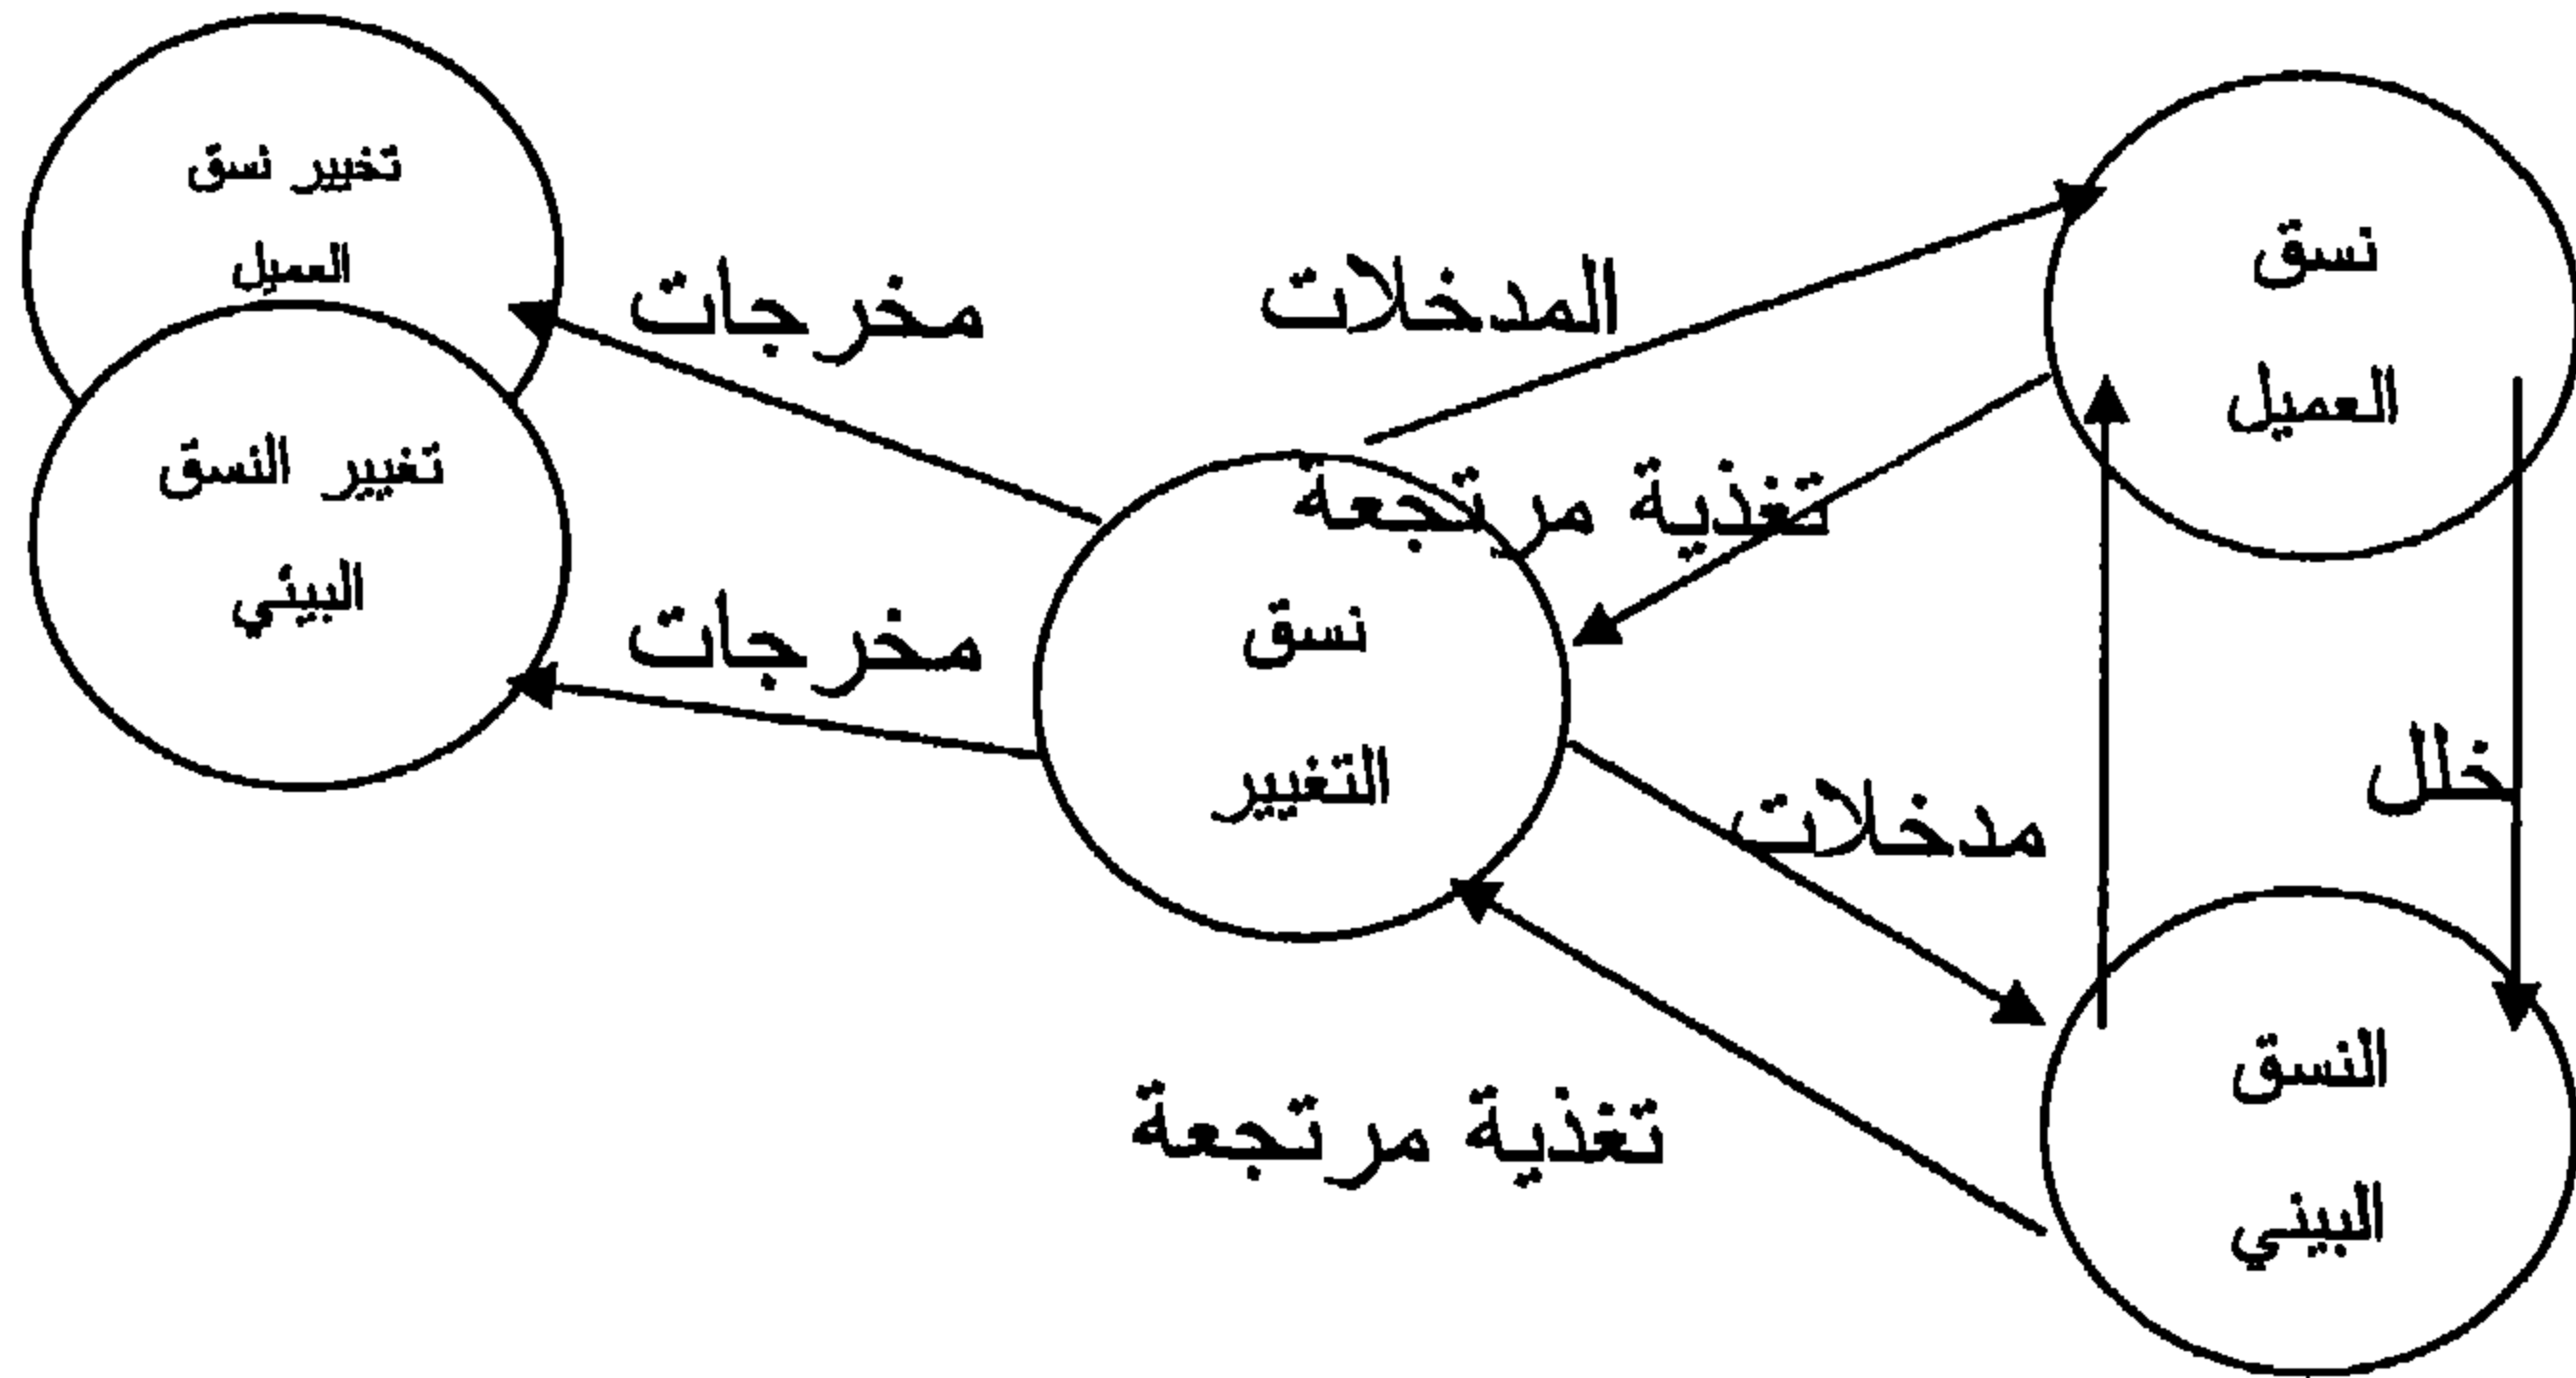 نسق
العميل
المدخلات
مخرجات
تغيير نسق
العميل
تغذية مرتجعة
تغيير النسق
البيئي
نسق
التغيير
مخرجات
خلل
مدخلات
النسق
البيئي
تغذية مرتجعة